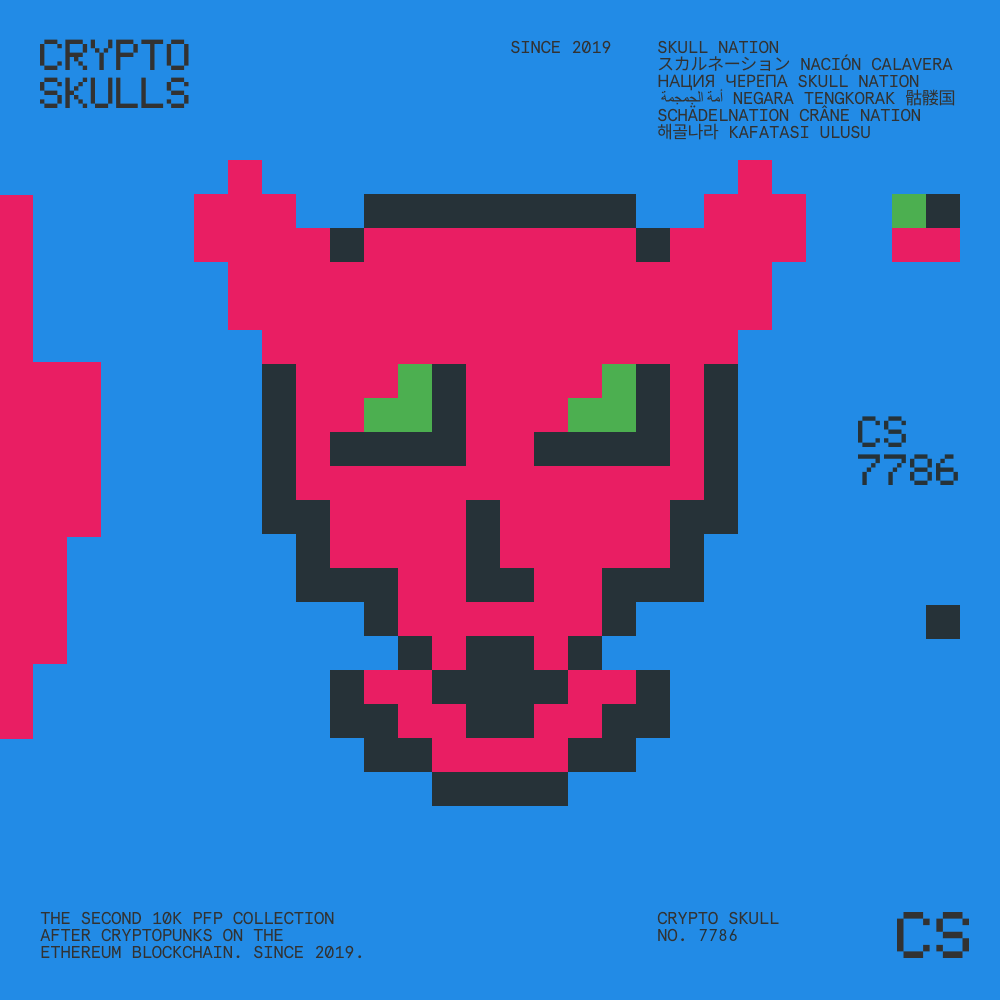 CRYPTO
SKULLS
SINCE 2019
SKULL NATION
スカルネーション NACIÓN CALAVERA
НАЦИЯ ЧЕРЕПА SKULL NATION
أمة الجمجمة NEGARA TENGKORAK 骷髅国
SCHÄDELNATION CRÂNE NATION
해골나라 KAFATASI ULUSU
CS
7786
THE SECOND 10K PFP COLLECTION
AFTER CRYPTOPUNKS ON THE
ETHEREUM BLOCKCHAIN. SINCE 2019.
CRYPTO SKULL
NO. 7786
CS